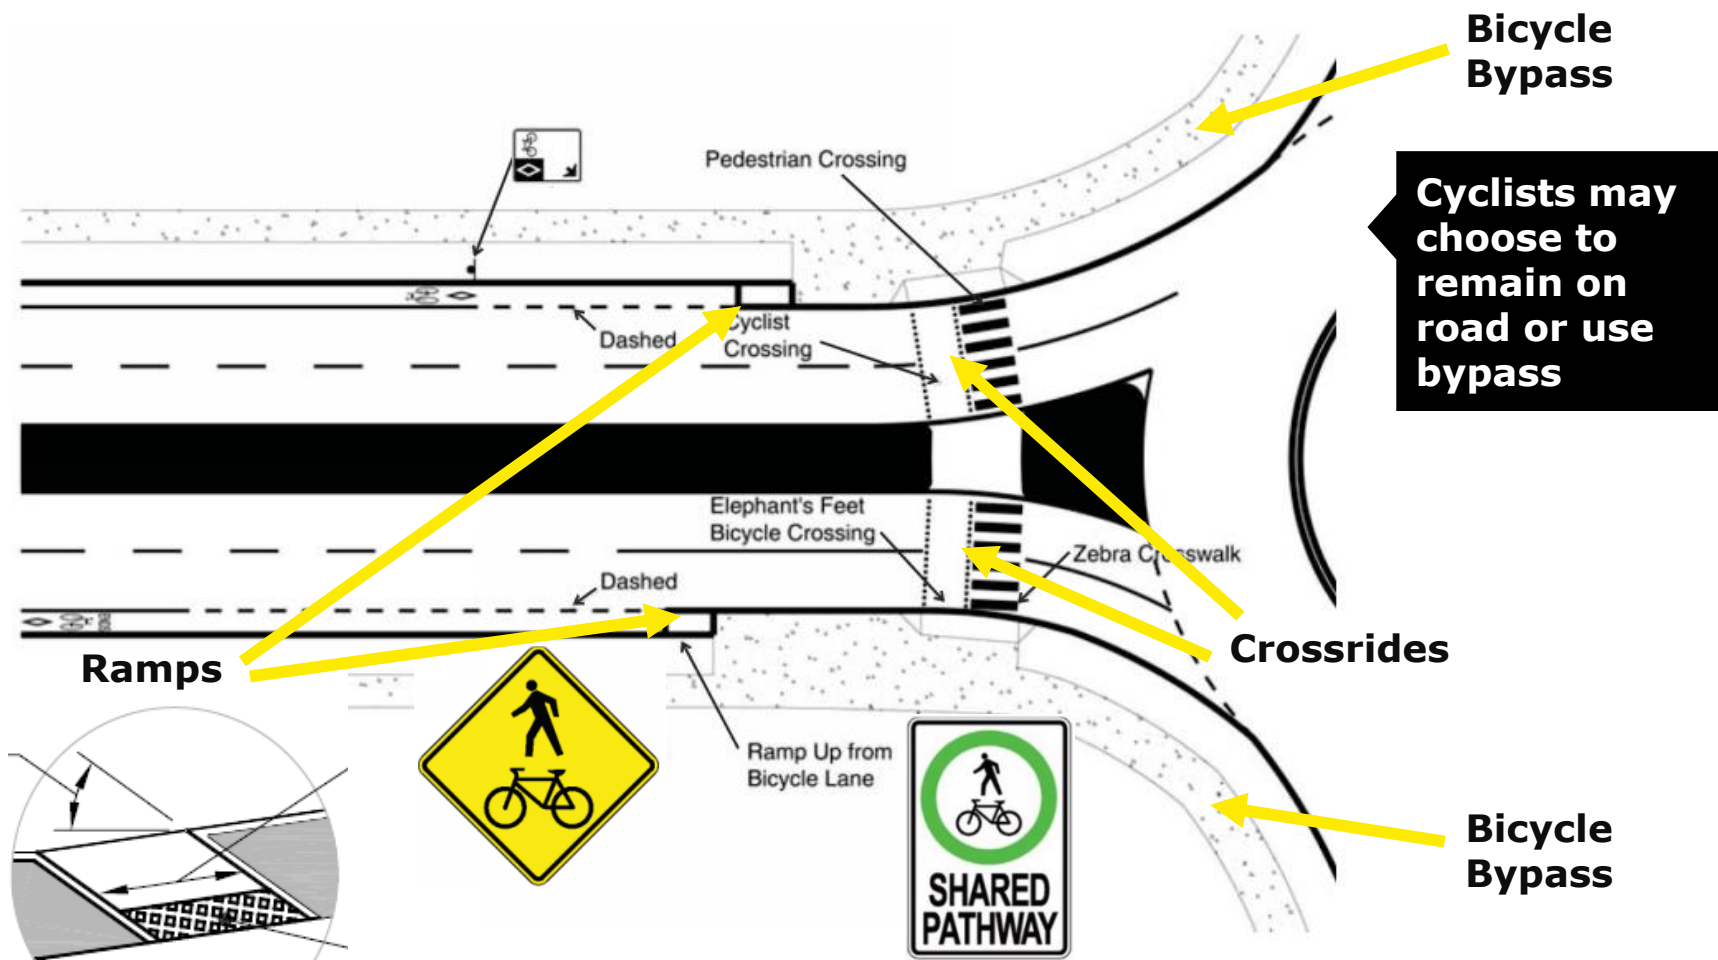 Bicycle
Bypass
Pedestrian Crossing
Cyclists may
choose to
remain on
road or use
bypass
Dashed
Cyclist
Crossing
Elephant's Feet
Bicycle Crossing
Zebra Crosswalk
Dashed
Ramps
Crossrides
Ramp Up from
Bicycle Lane
SHARED
PATHWAY
Bicycle
Bypass